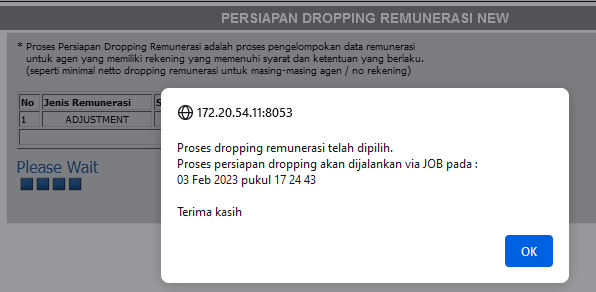 PERSIAPAN DROPPING REMUNERASI NEW
* Proses Persiapan Dropping Remunerasi adalah proses pengelompokan data remunerasi
untuk agen yang memiliki rekening yang memenuhi syarat dan ketentuan yang berlaku.
(seperti minimal netto dropping remunerasi untuk masing-masing agen / no rekening)
No Jenis Remunerasi S
1 ADJUSTMENT
Please Wait
172.20.54.11:8053
Proses dropping remunerasi telah dipilih.
Proses persiapan dropping akan dijalankan via JOB pada :
03 Feb 2023 pukul 17 24 43
Terima kasih
OK